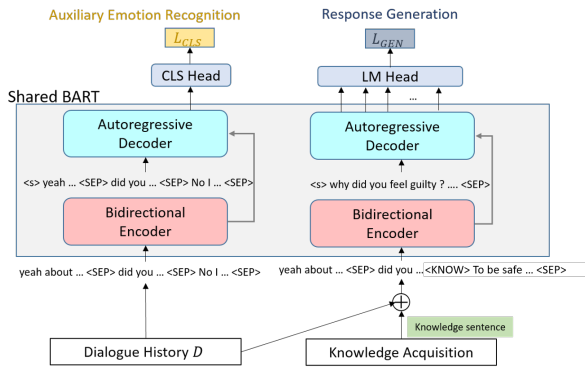 Auxiliary Emotion Recognition
Response Generation
L_CLS
L_GEN
CLS Head
LM Head
Shared BART
...
Autoregressive
Decoder
Autoregressive
Decoder
<s> yeah ... <SEP> did you ... <SEP> No I ... <SEP>
<s> why did you feel guilty ? .... <SEP>
Bidirectional
Encoder
Bidirectional
Encoder
yeah about ... <SEP> did you ... <SEP> No I ... <SEP>
yeah about ... <SEP> did you ... <KNOW> To be safe ... <SEP>
Knowledge sentence
Dialogue History D
Knowledge Acquisition